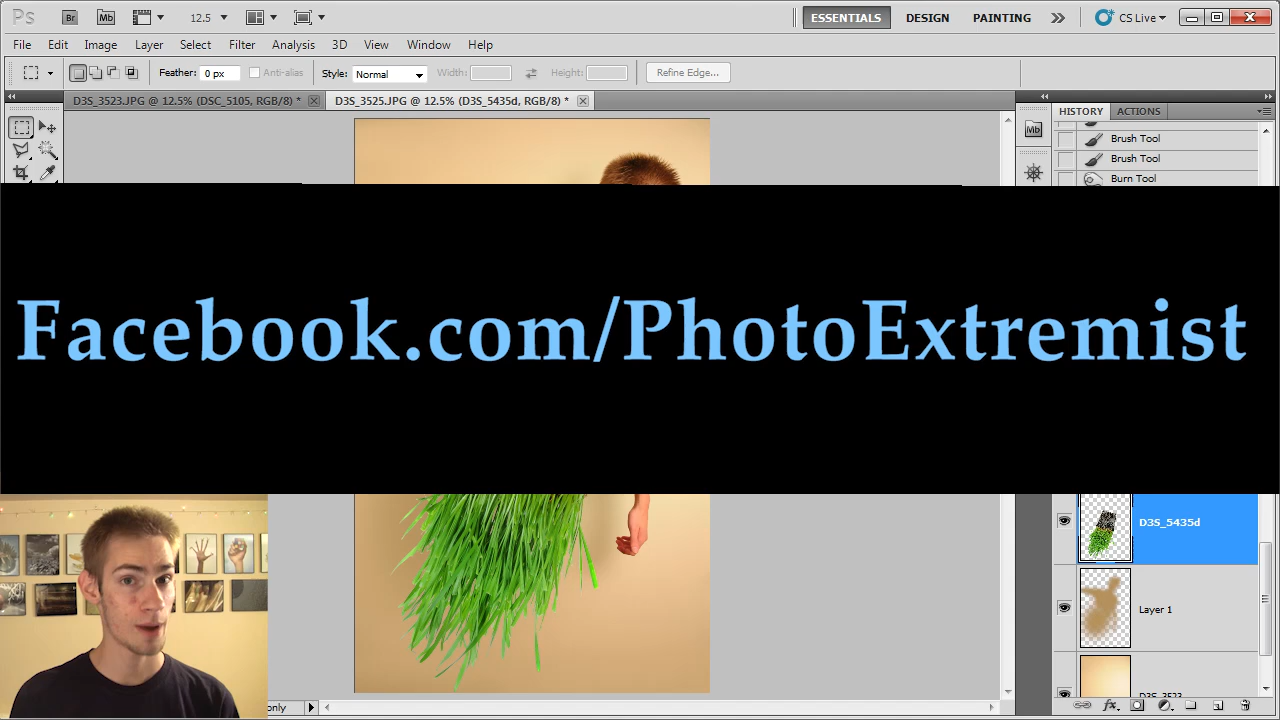 Ps Br Mb 12.5 ESSENTIALS DESIGN PAINTING CS Live
File Edit Image Layer Select Filter Analysis 3D View Window Help
Feather: 0 px Anti-alias Style: Normal Width: Height: Refine Edge...
D3S_3523.JPG @ 12.5% (DSC_5105, RGB/8) * D3S_3525.JPG @ 12.5% (D3S_5435d, RGB/8) *
HISTORY ACTIONS
Mb
Brush Tool
Brush Tool
Burn Tool
Facebook.com/PhotoExtremist
D3S_5435d
Layer 1
D3S_3523
only
fx